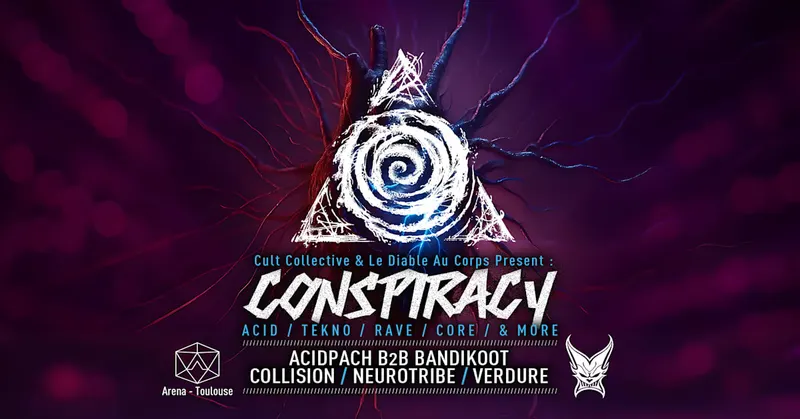 Cult Collective & Le Diable Au Corps Present :
CONSPIRACY
ACID / TEKNO / RAVE / CORE / & MORE
ACIDPACH B2B BANDIKOOT
COLLISION / NEUROTRIBE / VERDURE
Arena - Toulouse